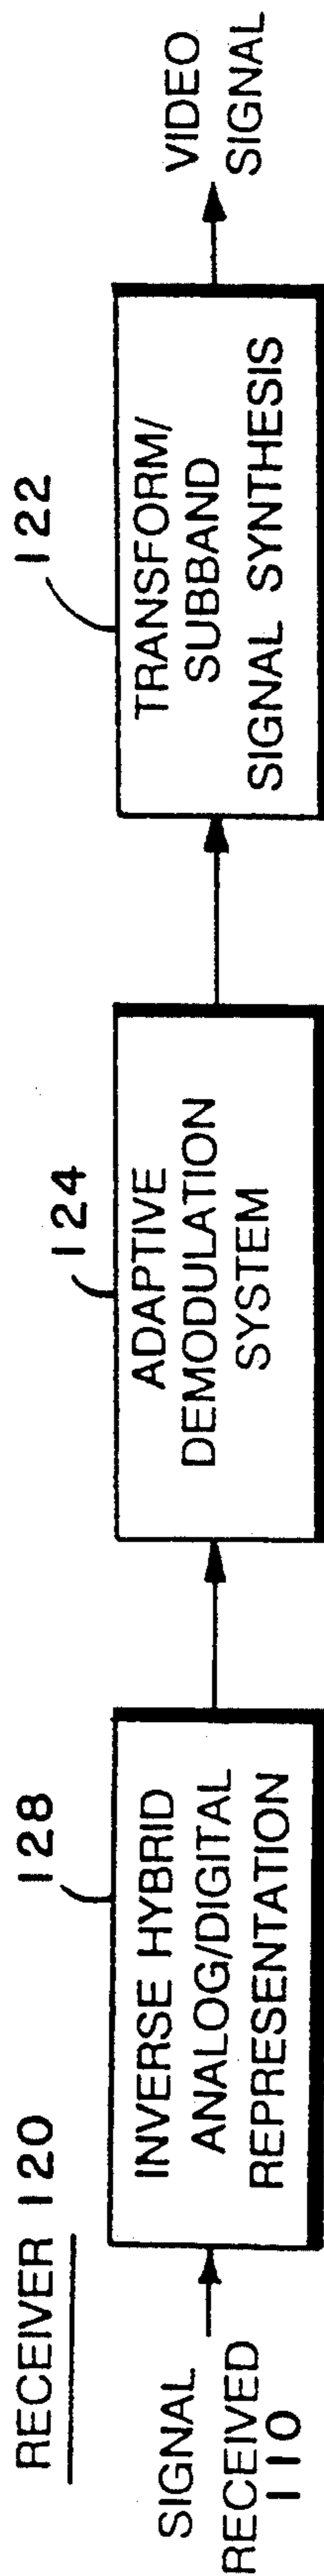 RECEIVER 120
SIGNAL
RECEIVED
110
128
INVERSE HYBRID
ANALOG/DIGITAL
REPRESENTATION
124
ADAPTIVE
DEMODULATION
SYSTEM
122
TRANSFORM/
SUBBAND
SIGNAL SYNTHESIS
VIDEO
SIGNAL